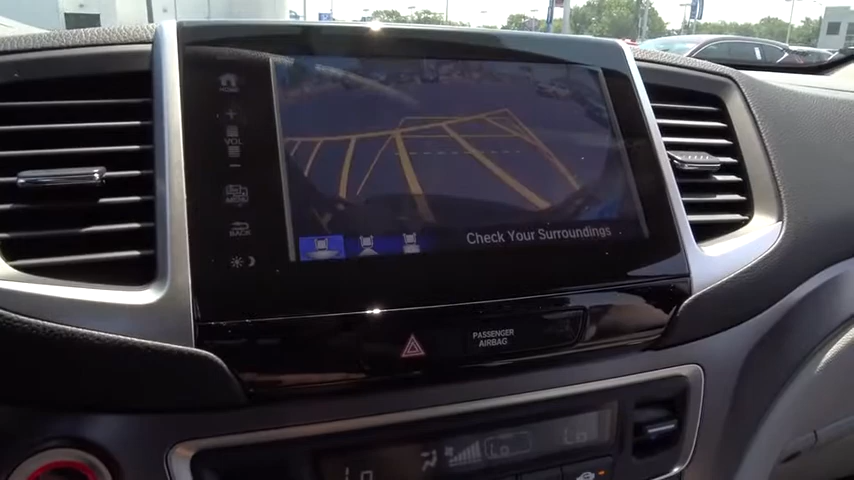 HOME
+
VOL
−
MENU
BACK
Check Your Surroundings
PASSENGER
AIRBAG
Lo
Lo